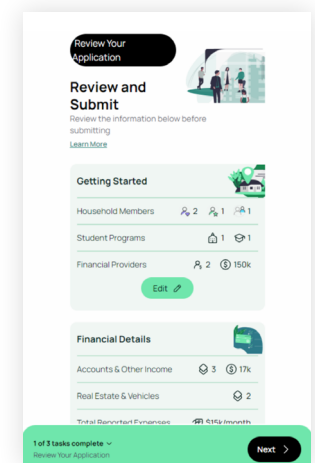 Review Your
Application
Review and
Submit
Review the information below before
submitting
Learn More
Getting Started
Household Members 2 1 1
Student Programs 1 1
Financial Providers 2 150k
Edit
Financial Details
Accounts & Other Income 3 17k
Real Estate & Vehicles 2
Total Reported Expenses $15k/month
1 of 3 tasks complete
Review Your Application
Next